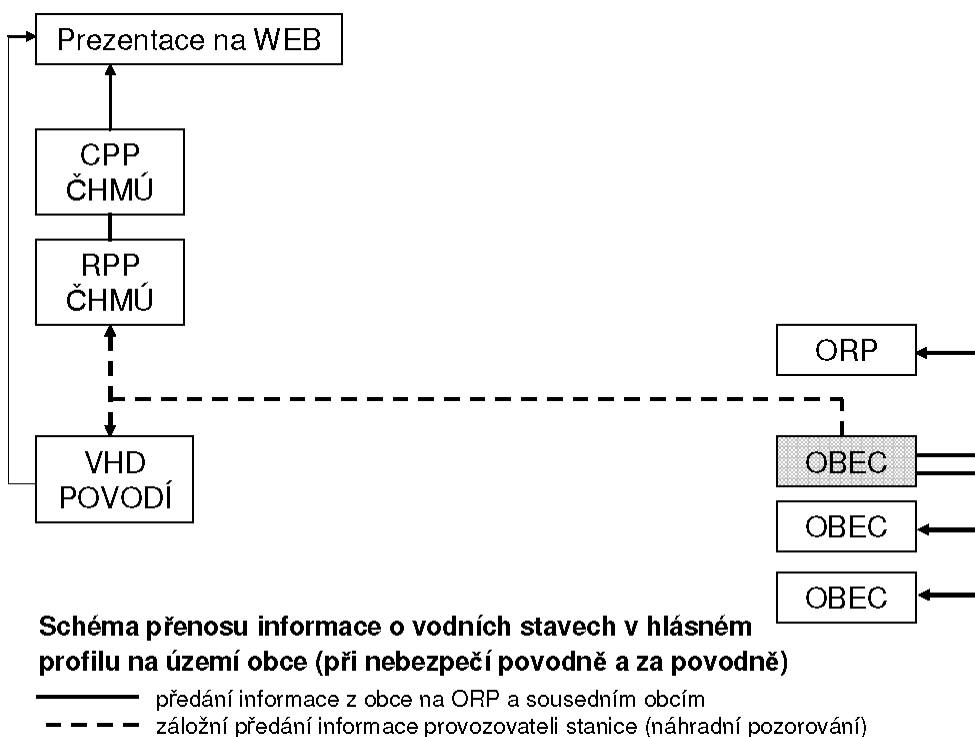 Prezentace na WEB
CPP
ČHMÚ
RPP
ČHMÚ
ORP
VHD
POVODÍ
OBEC
OBEC
OBEC
Schéma přenosu informace o vodních stavech v hlásném
profilu na území obce (při nebezpečí povodně a za povodně)
předání informace z obce na ORP a sousedním obcím
záložní předání informace provozovateli stanice (náhradní pozorování)